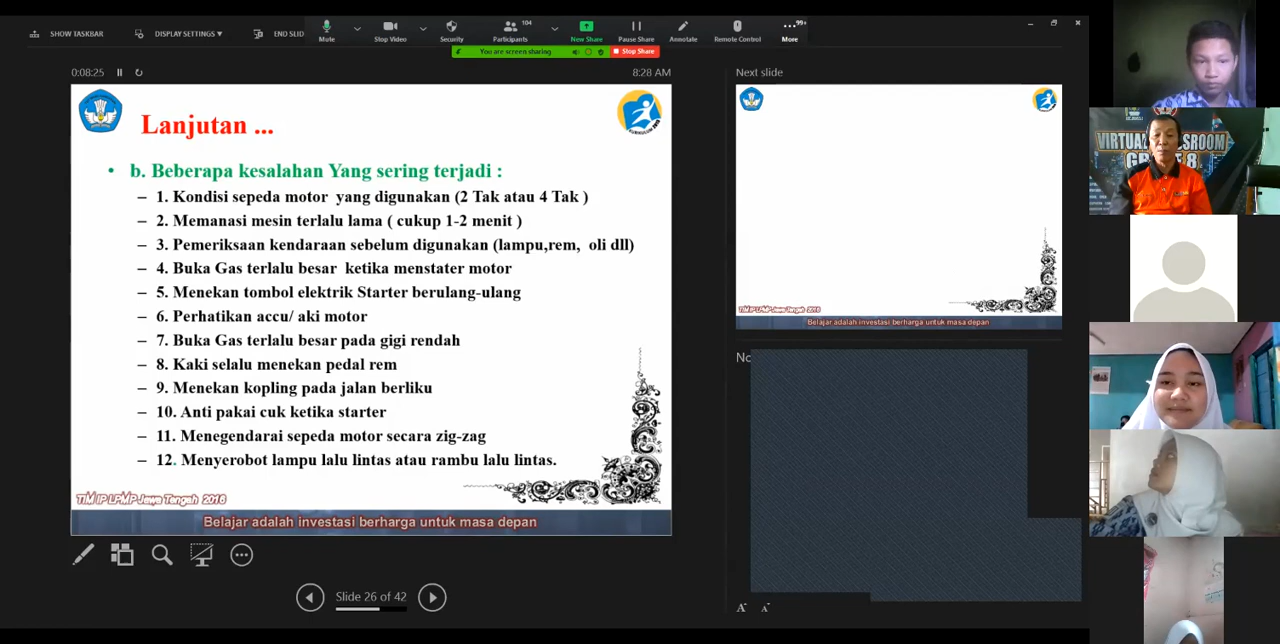 SHOW TASKBAR
DISPLAY SETTINGS ▾
END SLID
Mute
Stop Video
Security
104
Participants
New Share
Pause Share
Annotate
Remote Control
99+
More
You are screen sharing
Stop Share
0:08:25
8:28 AM
Lanjutan ...
• b. Beberapa kesalahan Yang sering terjadi :
– 1. Kondisi sepeda motor yang digunakan (2 Tak atau 4 Tak )
– 2. Memanasi mesin terlalu lama ( cukup 1-2 menit )
– 3. Pemeriksaan kendaraan sebelum digunakan (lampu,rem, oli dll)
– 4. Buka Gas terlalu besar ketika menstater motor
– 5. Menekan tombol elektrik Starter berulang-ulang
– 6. Perhatikan accu/ aki motor
– 7. Buka Gas terlalu besar pada gigi rendah
– 8. Kaki selalu menekan pedal rem
– 9. Menekan kopling pada jalan berliku
– 10. Anti pakai cuk ketika starter
– 11. Menegendarai sepeda motor secara zig-zag
– 12. Menyerobot lampu lalu lintas atau rambu lalu lintas.
TIM IP LPMP Jawa Tengah 2016
Belajar adalah investasi berharga untuk masa depan
Slide 26 of 42
Next slide
TIM IP LPMP Jawa Tengah 2016
Belajar adalah investasi berharga untuk masa depan
No
A A
VIRTUAL
SROOM
8